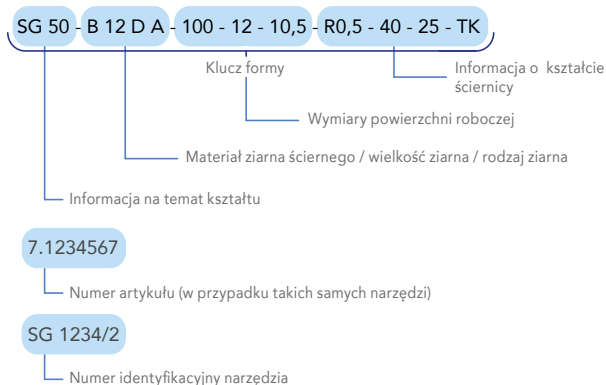 SG 50 - B 12 D A - 100 - 12 - 10,5 - R0,5 - 40 - 25 - TK
Klucz formy
Informacja o kształcie
ściernicy
Wymiary powierzchni roboczej
Materiał ziarna ściernego / wielkość ziarna / rodzaj ziarna
Informacja na temat kształtu
7.1234567
Numer artykułu (w przypadku takich samych narzędzi)
SG 1234/2
Numer identyfikacyjny narzędzia